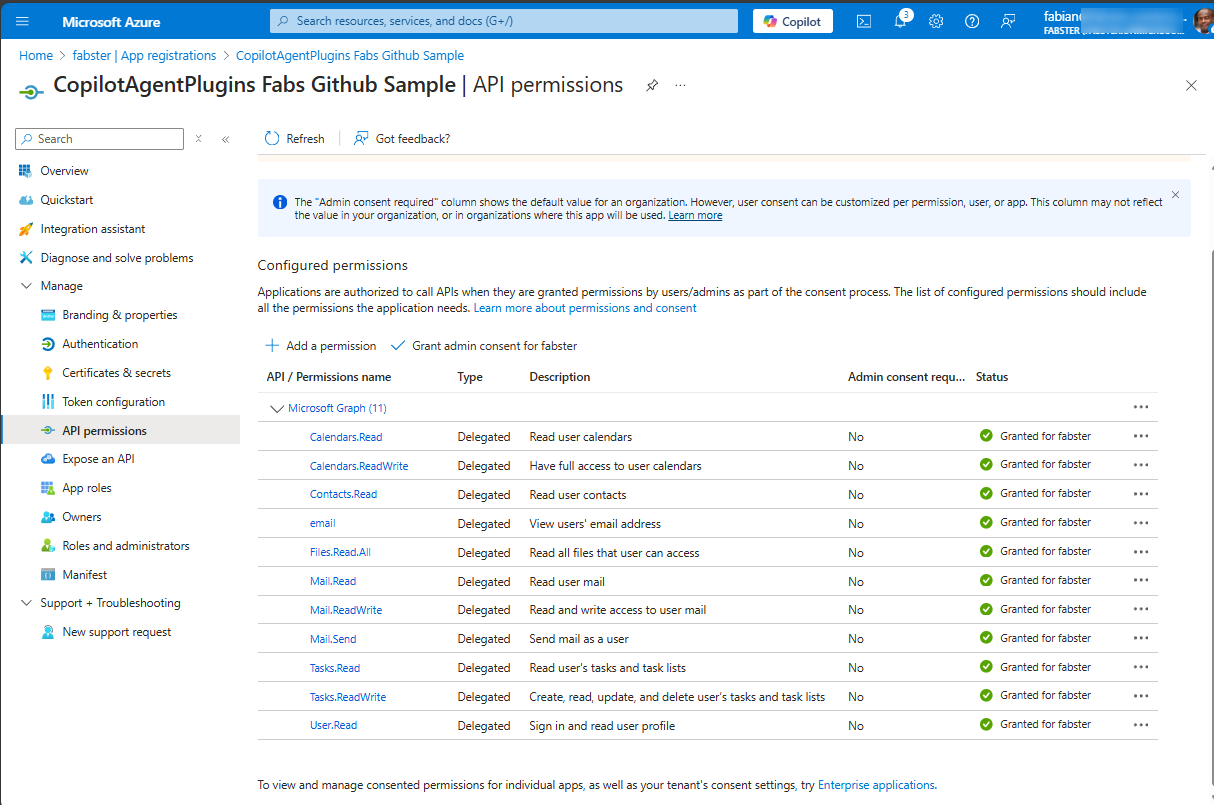 Microsoft Azure
Search resources, services, and docs (G+/)
Copilot
3
FABSTER
Home > fabster | App registrations > CopilotAgentPlugins Fabs Github Sample
CopilotAgentPlugins Fabs Github Sample | API permissions
Search
Refresh
Got feedback?
Overview
Quickstart
Integration assistant
Diagnose and solve problems
Manage
Branding & properties
Authentication
Certificates & secrets
Token configuration
API permissions
Expose an API
App roles
Owners
Roles and administrators
Manifest
Support + Troubleshooting
New support request
The "Admin consent required" column shows the default value for an organization. However, user consent can be customized per permission, user, or app. This column may not reflect
the value in your organization, or in organizations where this app will be used. Learn more
Configured permissions
Applications are authorized to call APIs when they are granted permissions by users/admins as part of the consent process. The list of configured permissions should include
all the permissions the application needs. Learn more about permissions and consent
Add a permission Grant admin consent for fabster
API / Permissions name Type Description Admin consent requ... Status
Microsoft Graph (11)
Calendars.Read Delegated Read user calendars No Granted for fabster
Calendars.ReadWrite Delegated Have full access to user calendars No Granted for fabster
Contacts.Read Delegated Read user contacts No Granted for fabster
email Delegated View users' email address No Granted for fabster
Files.Read.All Delegated Read all files that user can access No Granted for fabster
Mail.Read Delegated Read user mail No Granted for fabster
Mail.ReadWrite Delegated Read and write access to user mail No Granted for fabster
Mail.Send Delegated Send mail as a user No Granted for fabster
Tasks.Read Delegated Read user's tasks and task lists No Granted for fabster
Tasks.ReadWrite Delegated Create, read, update, and delete user's tasks and task lists No Granted for fabster
User.Read Delegated Sign in and read user profile No Granted for fabster
To view and manage consented permissions for individual apps, as well as your tenant's consent settings, try Enterprise applications.